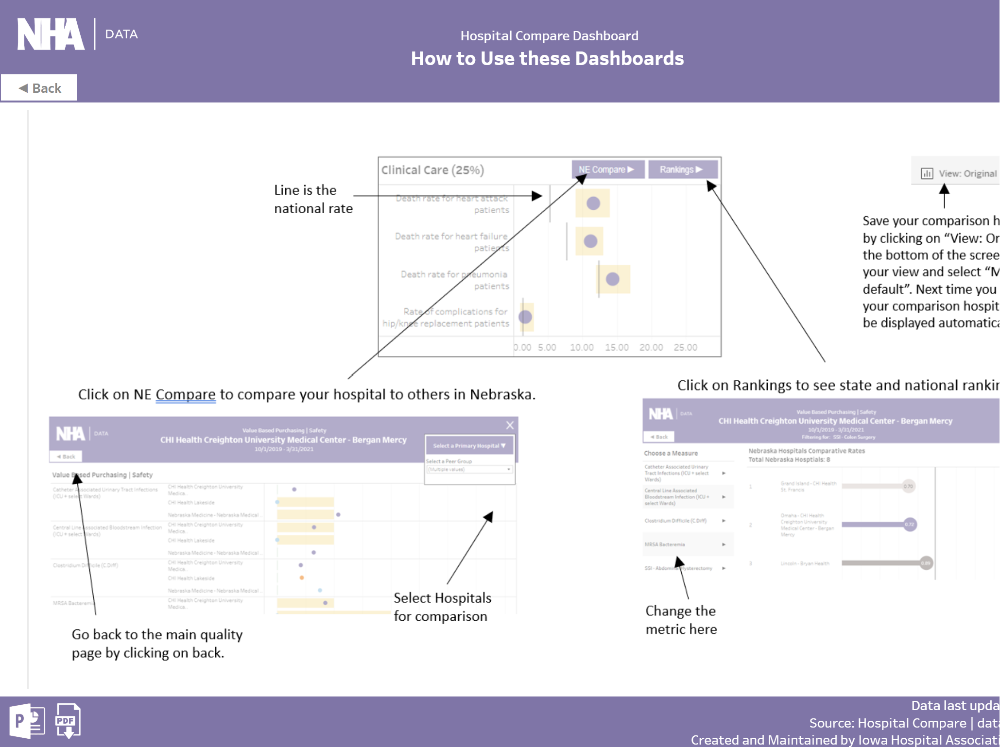 NHA DATA
Hospital Compare Dashboard
How to Use these Dashboards
◀ Back
Clinical Care (25%)
NE Compare ▶
Rankings ▶
Line is the
national rate
Death rate for heart attack
patients
Death rate for heart failure
patients
Death rate for pneumonia
patients
Rate of complications for
hip/knee replacement patients
0.00 5.00 10.00 15.00 20.00 25.00
View: Original
Save your comparison h
by clicking on “View: Or
the bottom of the scree
your view and select “M
default”. Next time you
your comparison hospit
be displayed automatica
Click on NE Compare to compare your hospital to others in Nebraska.
NHA DATA
Value Based Purchasing | Safety
CHI Health Creighton University Medical Center - Bergan Mercy
10/1/2019 - 3/31/2021
X
◀ Back
Select a Primary Hospital ▼
Select a Peer Group
(Multiple values)
Value Based Purchasing | Safety
Catheter Associated Urinary Tract Infections
(ICU + select Wards)
CHI Health Creighton University
Medica..
CHI Health Lakeside
Nebraska Medicine - Nebraska Medical ..
Central Line Associated Bloodstream Infection
(ICU + select Wards)
CHI Health Creighton University
Medica..
CHI Health Lakeside
Nebraska Medicine - Nebraska Medical ..
Clostridium Difficile (C.Diff)
CHI Health Creighton University
Medica..
CHI Health Lakeside
Nebraska Medicine - Nebraska Medical ..
MRSA Bacteremia
CHI Health Creighton University
Medica..
Select Hospitals
for comparison
Go back to the main quality
page by clicking on back.
Click on Rankings to see state and national rankin
NHA DATA
Value Based Purchasing | Safety
CHI Health Creighton University Medical Center - Bergan Mercy
10/1/2019 - 3/31/2021
Filtering for: SSI - Colon Surgery
◀ Back
Choose a Measure
Catheter Associated Urinary
Tract Infections (ICU + select
Wards)
Central Line Associated
Bloodstream Infection (ICU +
select Wards)
Clostridium Difficile (C.Diff)
MRSA Bacteremia
SSI - Abdominal Hysterectomy
Nebraska Hospitals Comparative Rates
Total Nebraska Hosptials: 8
1
Grand Island - CHI Health
St. Francis
0.70
2
Omaha - CHI Health
Creighton University
Medical Center - Bergan
Mercy
0.72
3
Lincoln - Bryan Health
0.89
Change the
metric here
P
PDF
Data last upda
Source: Hospital Compare | data
Created and Maintained by Iowa Hospital Associati